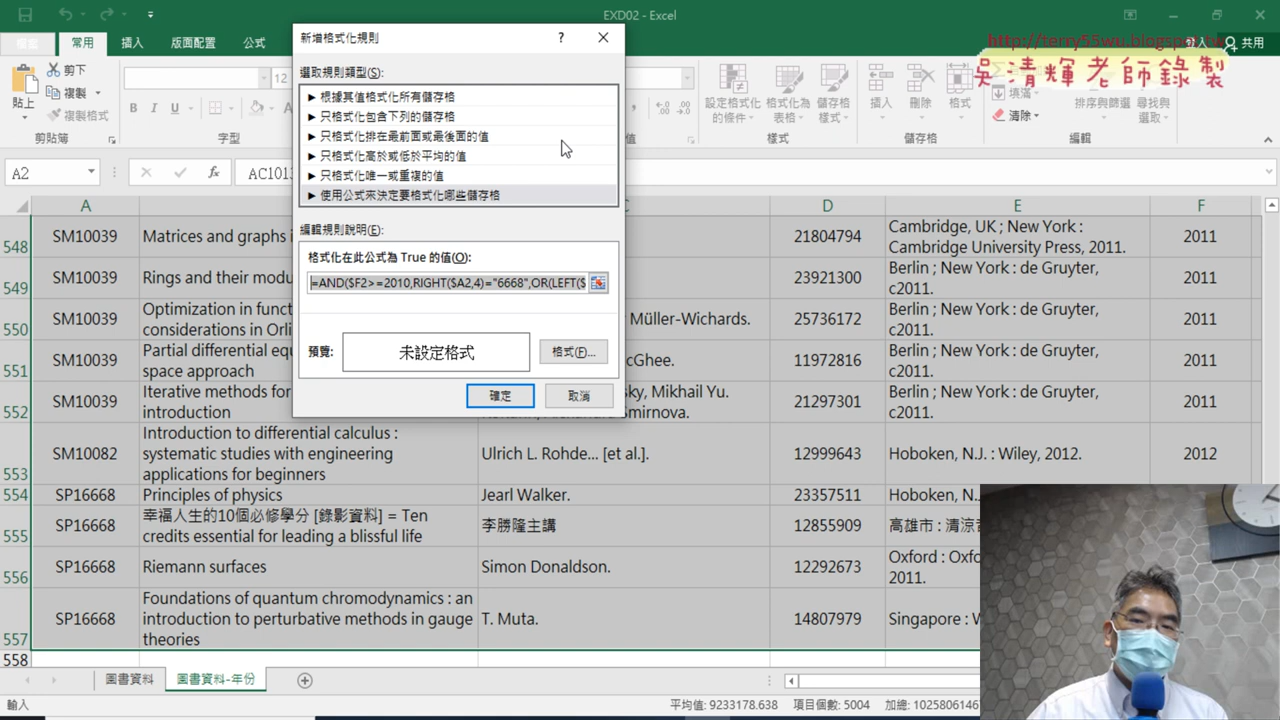 EXD02 - Excel
http://terry55wu.blogspot.tw
吳清輝老師錄製
常用
插入
版面配置
公式
共用
新增格式化規則
選取規則類型(S):
► 根據其值格式化所有儲存格
► 只格式化包含下列的儲存格
► 只格式化排在最前面或最後面的值
► 只格式化高於或低於平均的值
► 只格式化唯一或重複的值
► 使用公式來決定要格式化哪些儲存格
編輯規則說明(E):
格式化在此公式為 True 的值(O):
=AND($F2>=2010,RIGHT($A2,4)="6668",OR(LEFT($
預覽:
未設定格式
格式(F)...
確定
取消
貼上
剪下
複製
複製格式
剪貼簿
12
B I U
字型
設定格式化的條件
格式化為表格
儲存格樣式
樣式
插入
刪除
格式
儲存格
填滿
清除
排序與篩選
尋找與選取
編輯
A2
fx
AC101
A C D E F
548 SM10039 Matrices and graphs i 21804794 Cambridge, UK ; New York : Cambridge University Press, 2011. 2011
549 SM10039 Rings and their modu 23921300 Berlin ; New York : de Gruyter, c2011. 2011
550 SM10039 Optimization in funct considerations in Orli r Müller-Wichards. 25736172 Berlin ; New York : de Gruyter, c2011. 2011
551 SM10039 Partial differential equ space approach cGhee. 11972816 Berlin ; New York : de Gruyter, c2011. 2011
552 SM10039 Iterative methods for introduction sky, Mikhail Yu. Smirnova. 21297301 Berlin ; New York : de Gruyter, c2011. 2011
553 SM10082 Introduction to differential calculus : systematic studies with engineering applications for beginners Ulrich L. Rohde... [et al.]. 12999643 Hoboken, N.J. : Wiley, 2012. 2012
554 SP16668 Principles of physics Jearl Walker. 23357511 Hoboken, N.
555 SP16668 幸福人生的10個必修學分 [錄影資料] = Ten credits essential for leading a blissful life 李勝隆主講 12855909 高雄市 : 清涼
556 SP16668 Riemann surfaces Simon Donaldson. 12292673 Oxford : Oxfo 2011.
557 SP16668 Foundations of quantum chromodynamics : an introduction to perturbative methods in gauge theories T. Muta. 14807979 Singapore : W
558
圖書資料
圖書資料-年份
輸入
平均值: 9233178.638
項目個數: 5004
加總: 1025806146